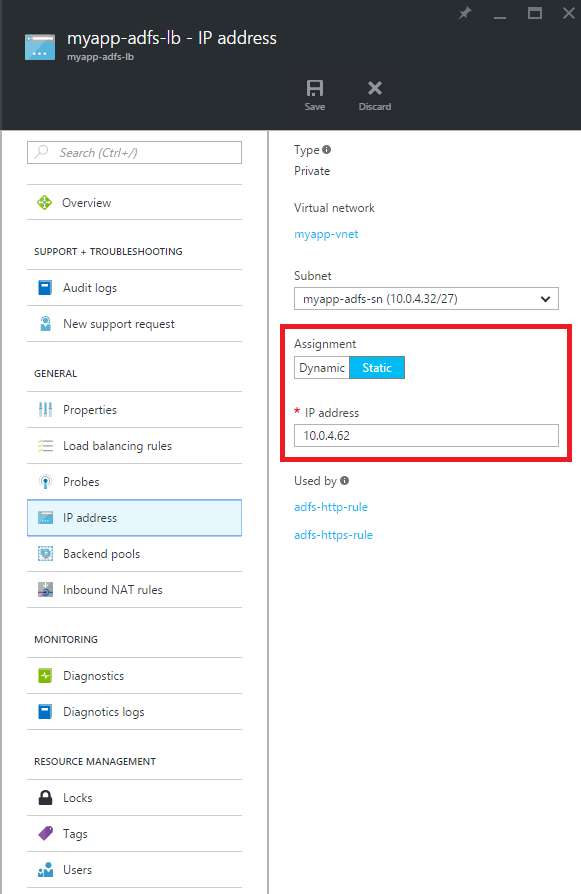 myapp-adfs-lb - IP address
myapp-adfs-lb
Save
Discard
Search (Ctrl+/)
Overview
SUPPORT + TROUBLESHOOTING
Audit logs
New support request
GENERAL
Properties
Load balancing rules
Probes
IP address
Backend pools
Inbound NAT rules
MONITORING
Diagnostics
Diagnotics logs
RESOURCE MANAGEMENT
Locks
Tags
Users
Type
Private
Virtual network
myapp-vnet
Subnet
myapp-adfs-sn (10.0.4.32/27)
Assignment
Dynamic Static
* IP address
10.0.4.62
Used by
adfs-http-rule
adfs-https-rule